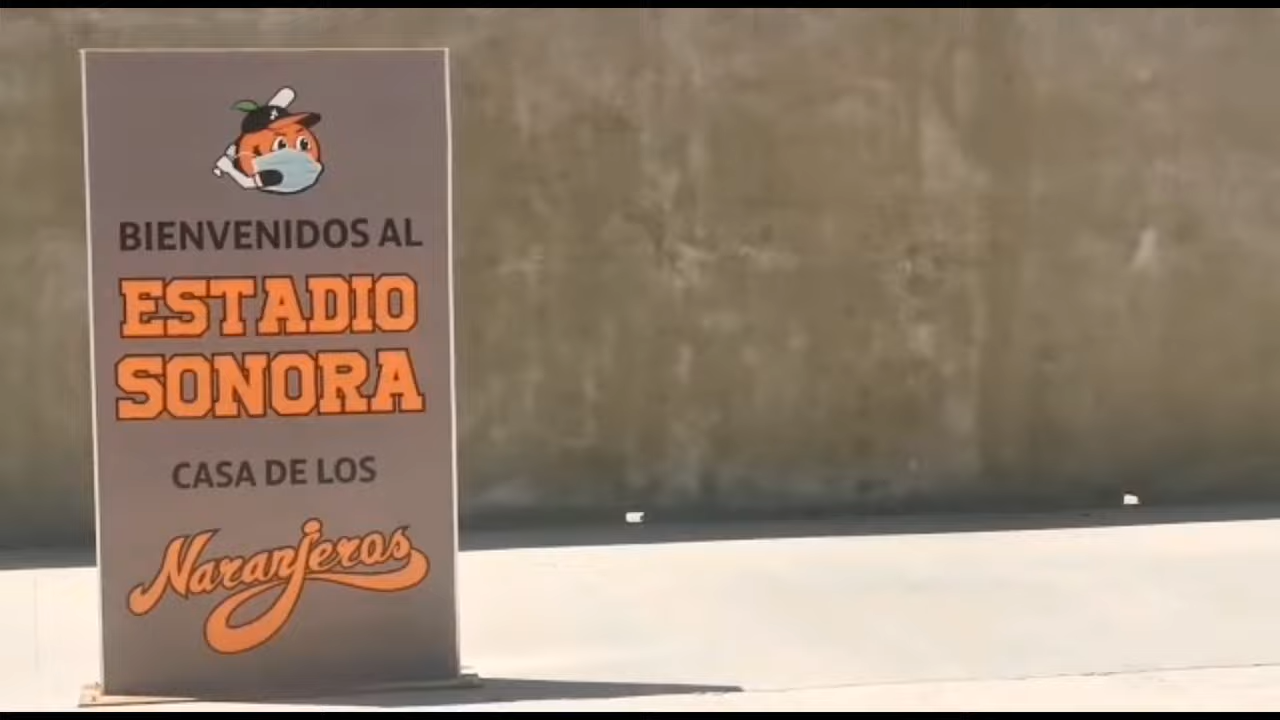 BIENVENIDOS AL
ESTADIO
SONORA
CASA DE LOS
Naranjeros